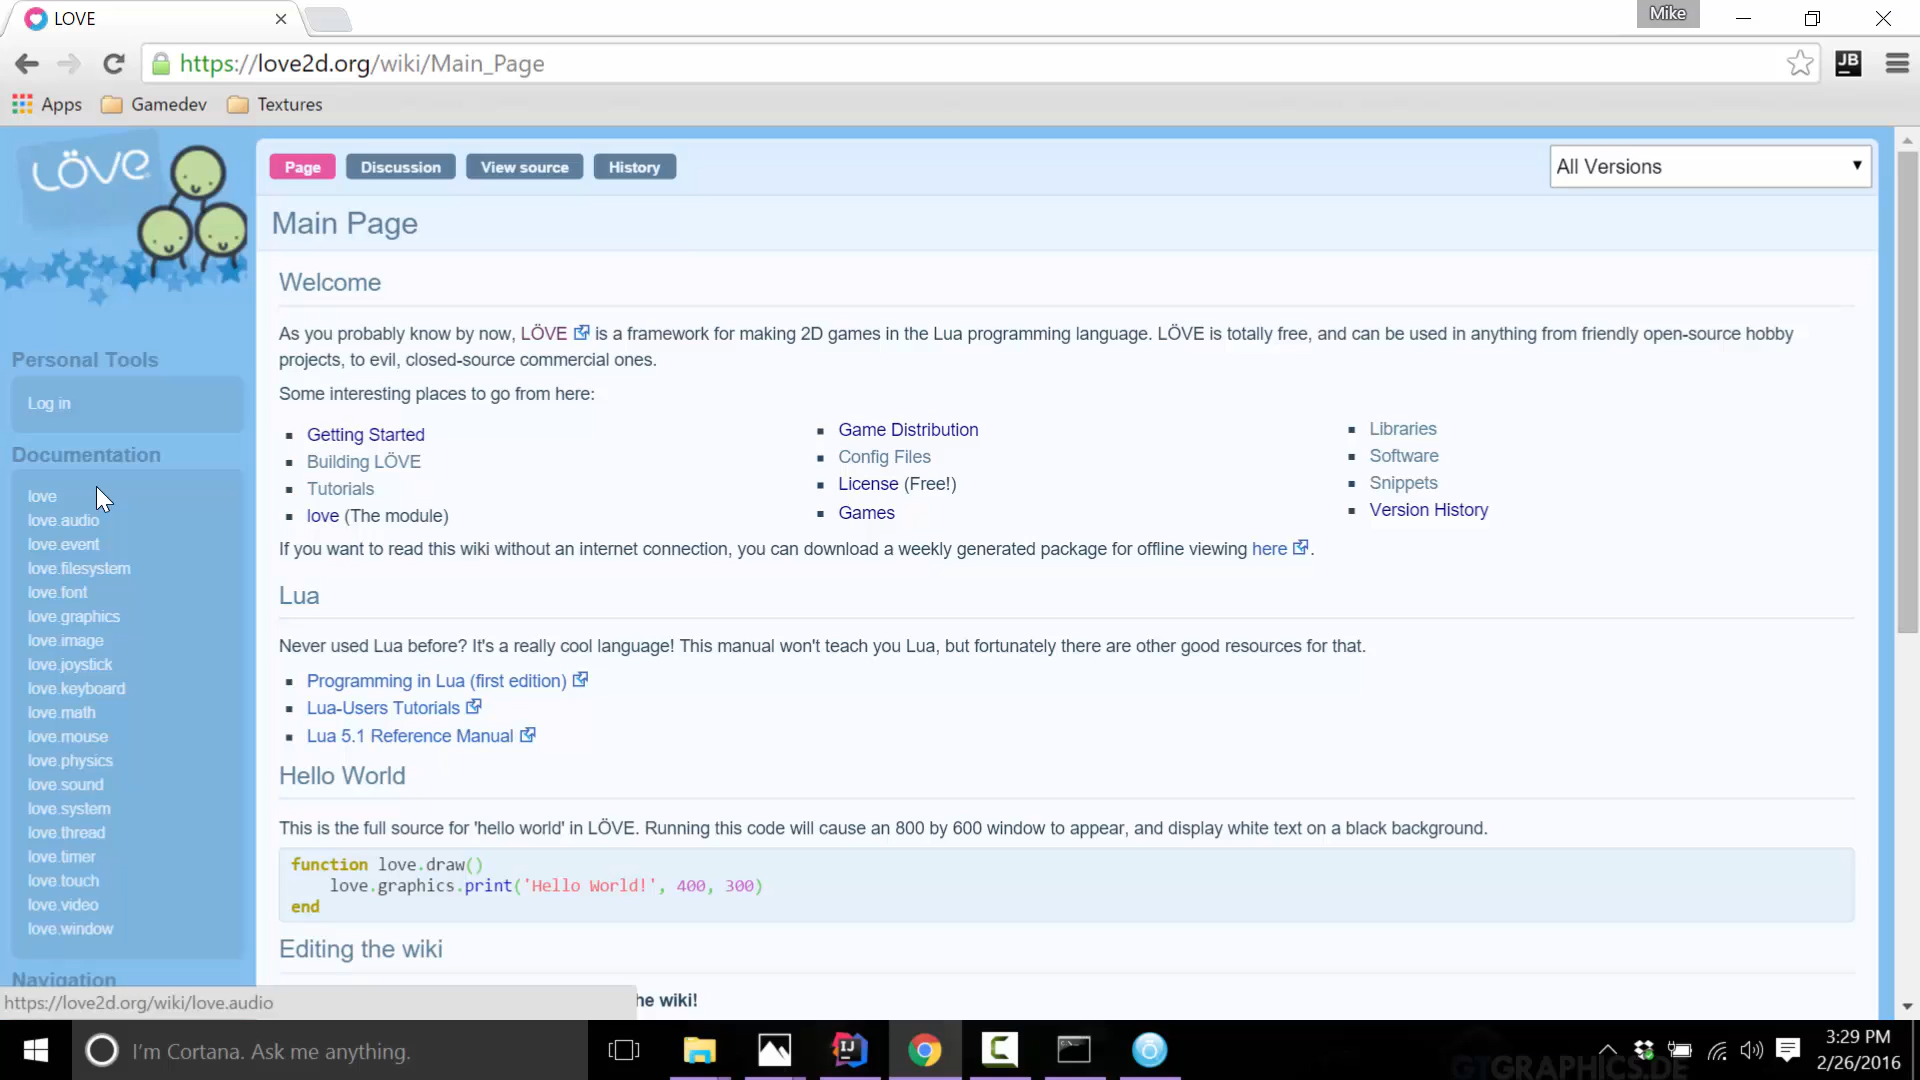 LOVE
Mike
https://love2d.org/wiki/Main_Page
JB
Apps
Gamedev
Textures
LÖVE
Page
Discussion
View source
History
All Versions
Main Page
Welcome
As you probably know by now, LÖVE is a framework for making 2D games in the Lua programming language. LÖVE is totally free, and can be used in anything from friendly open-source hobby
projects, to evil, closed-source commercial ones.
Some interesting places to go from here:
Getting Started
Building LÖVE
Tutorials
love (The module)
Game Distribution
Config Files
License (Free!)
Games
Libraries
Software
Snippets
Version History
If you want to read this wiki without an internet connection, you can download a weekly generated package for offline viewing here .
Lua
Never used Lua before? It's a really cool language! This manual won't teach you Lua, but fortunately there are other good resources for that.
Programming in Lua (first edition)
Lua-Users Tutorials
Lua 5.1 Reference Manual
Hello World
This is the full source for 'hello world' in LÖVE. Running this code will cause an 800 by 600 window to appear, and display white text on a black background.
function love.draw()
love.graphics.print('Hello World!', 400, 300)
end
Editing the wiki
he wiki!
Personal Tools
Log in
Documentation
love
love.audio
love.event
love.filesystem
love.font
love.graphics
love.image
love.joystick
love.keyboard
love.math
love.mouse
love.physics
love.sound
love.system
love.thread
love.timer
love.touch
love.video
love.window
Navigation
https://love2d.org/wiki/love.audio
I'm Cortana. Ask me anything.
IJ
C
GTGRAPHICS.DE
3:29 PM
2/26/2016